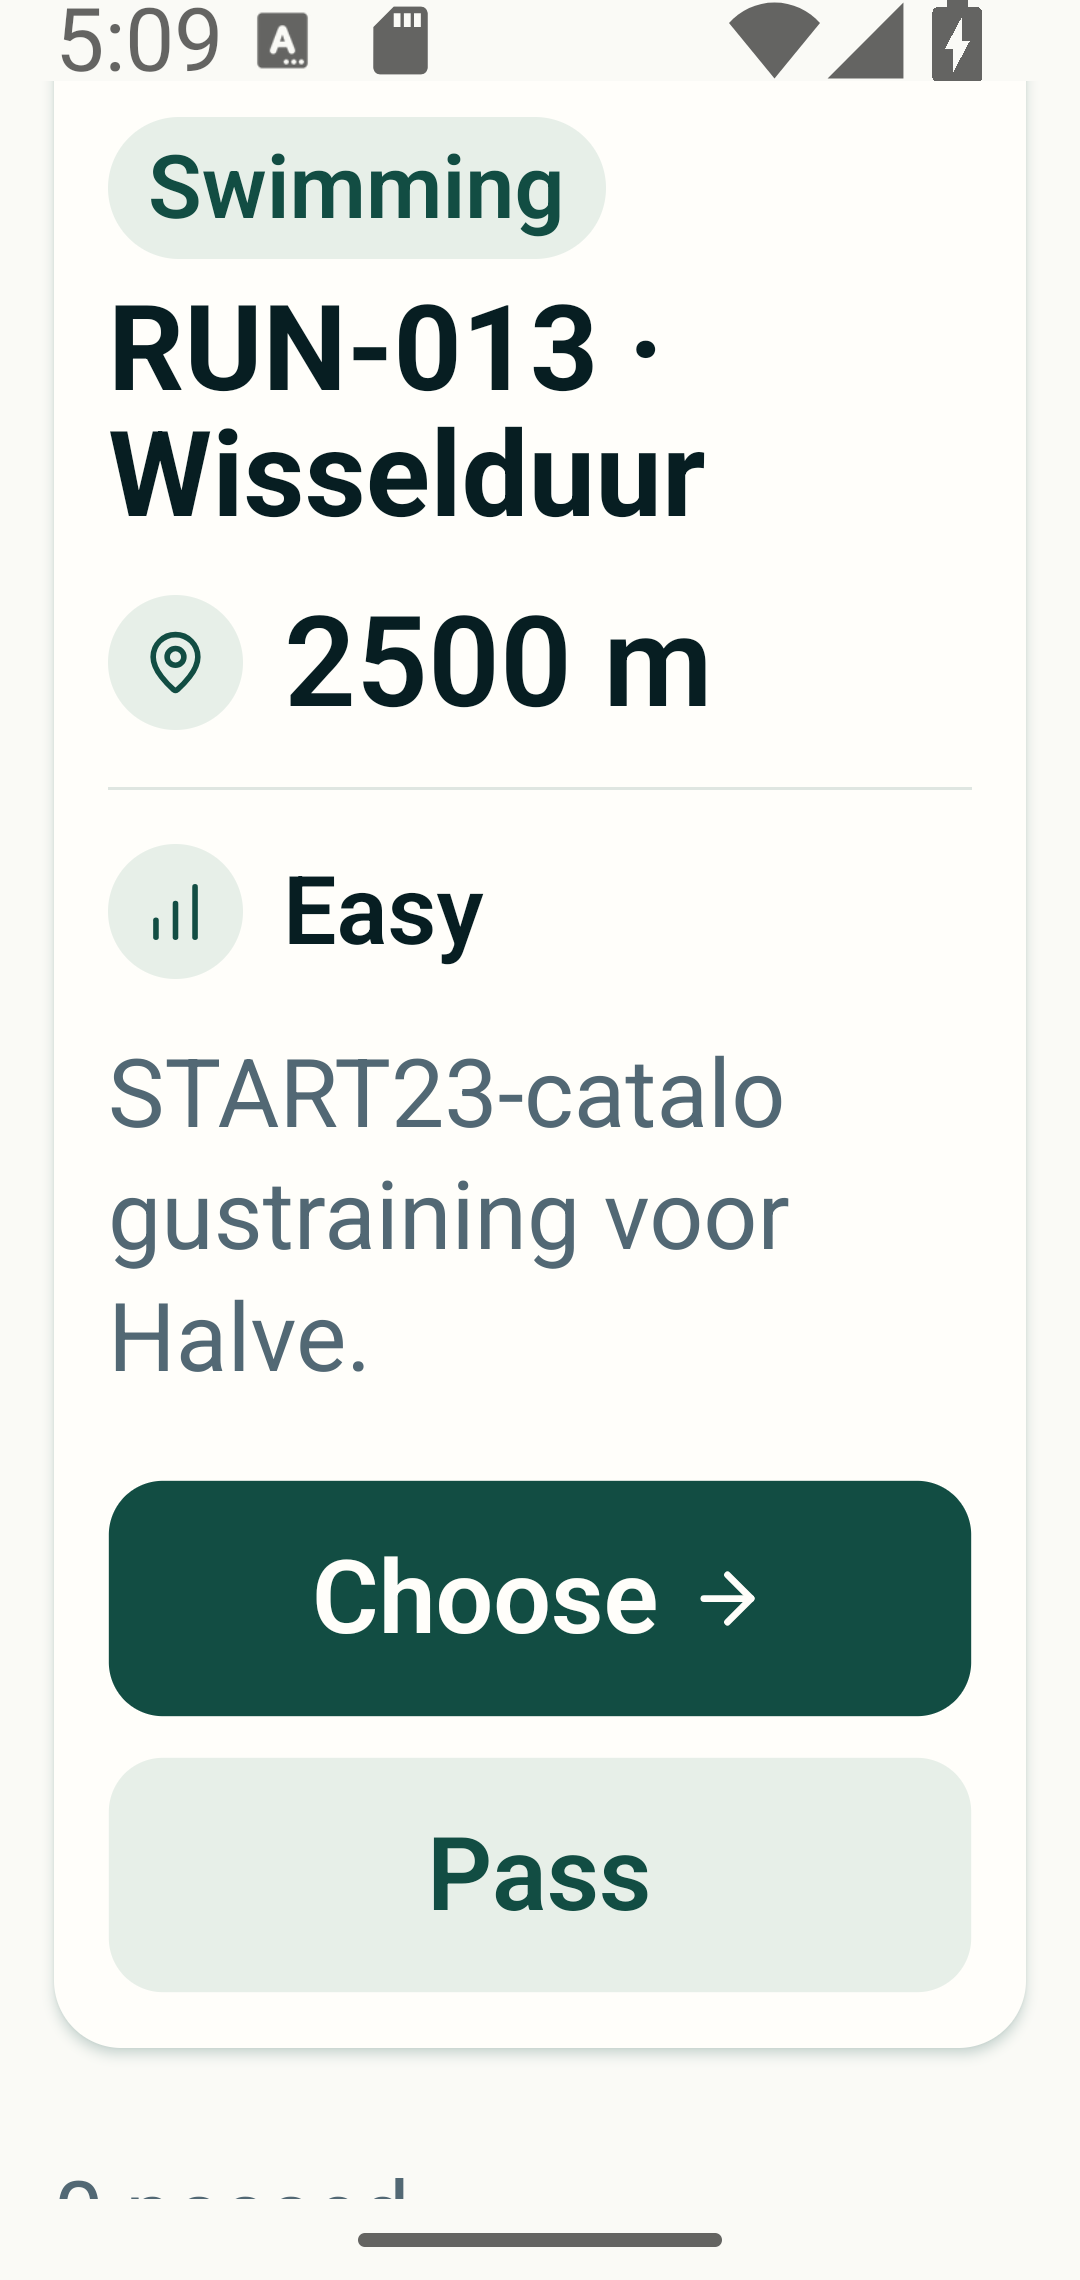 5:09
Swimming
RUN-013 ·
Wisselduur
2500 m
Easy
START23-catalo
gustraining voor
Halve.
Choose →
Pass